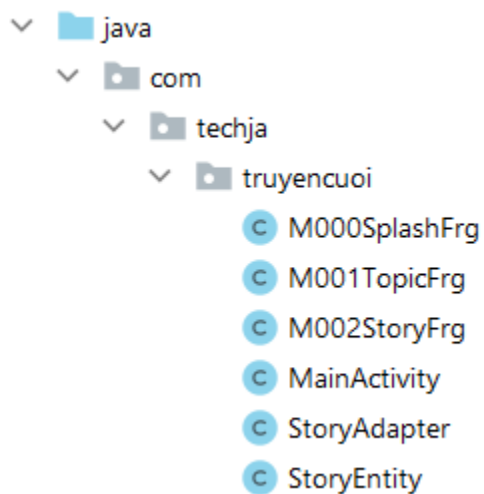 java
com
techja
truyencuoi
C M000SplashFrg
C M001TopicFrg
C M002StoryFrg
C MainActivity
C StoryAdapter
C StoryEntity